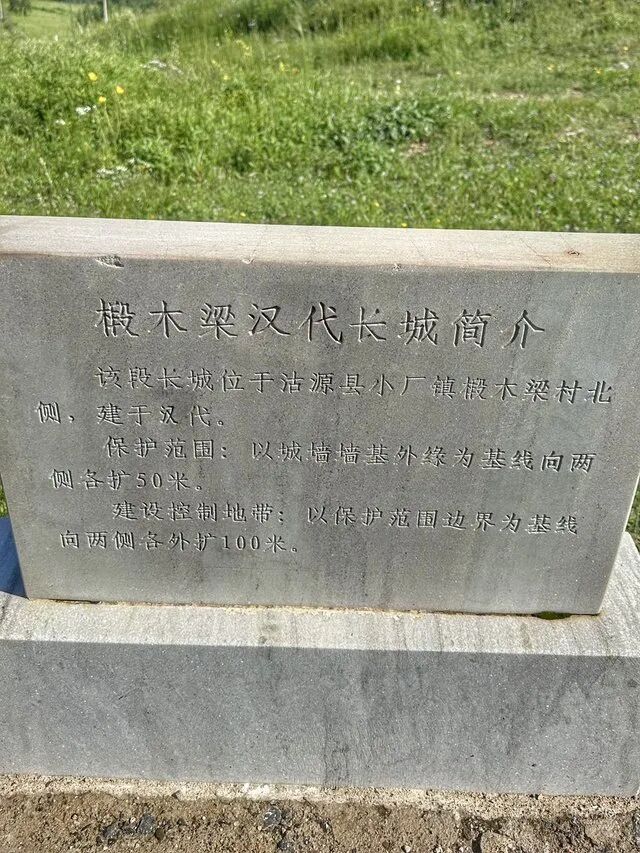 椴木梁汉代长城简介
该段长城位于沽源县小厂镇椴木梁村北
侧，建于汉代。
保护范围：以城墙墙基外缘为基线向两
侧各扩50米。
建设控制地带：以保护范围边界为基线
向两侧各外扩100米。